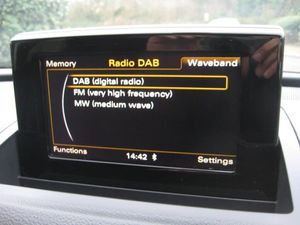 Memory Radio DAB Waveband
DAB (digital radio)
FM (very high frequency)
MW (medium wave)
Functions 14:42 Settings